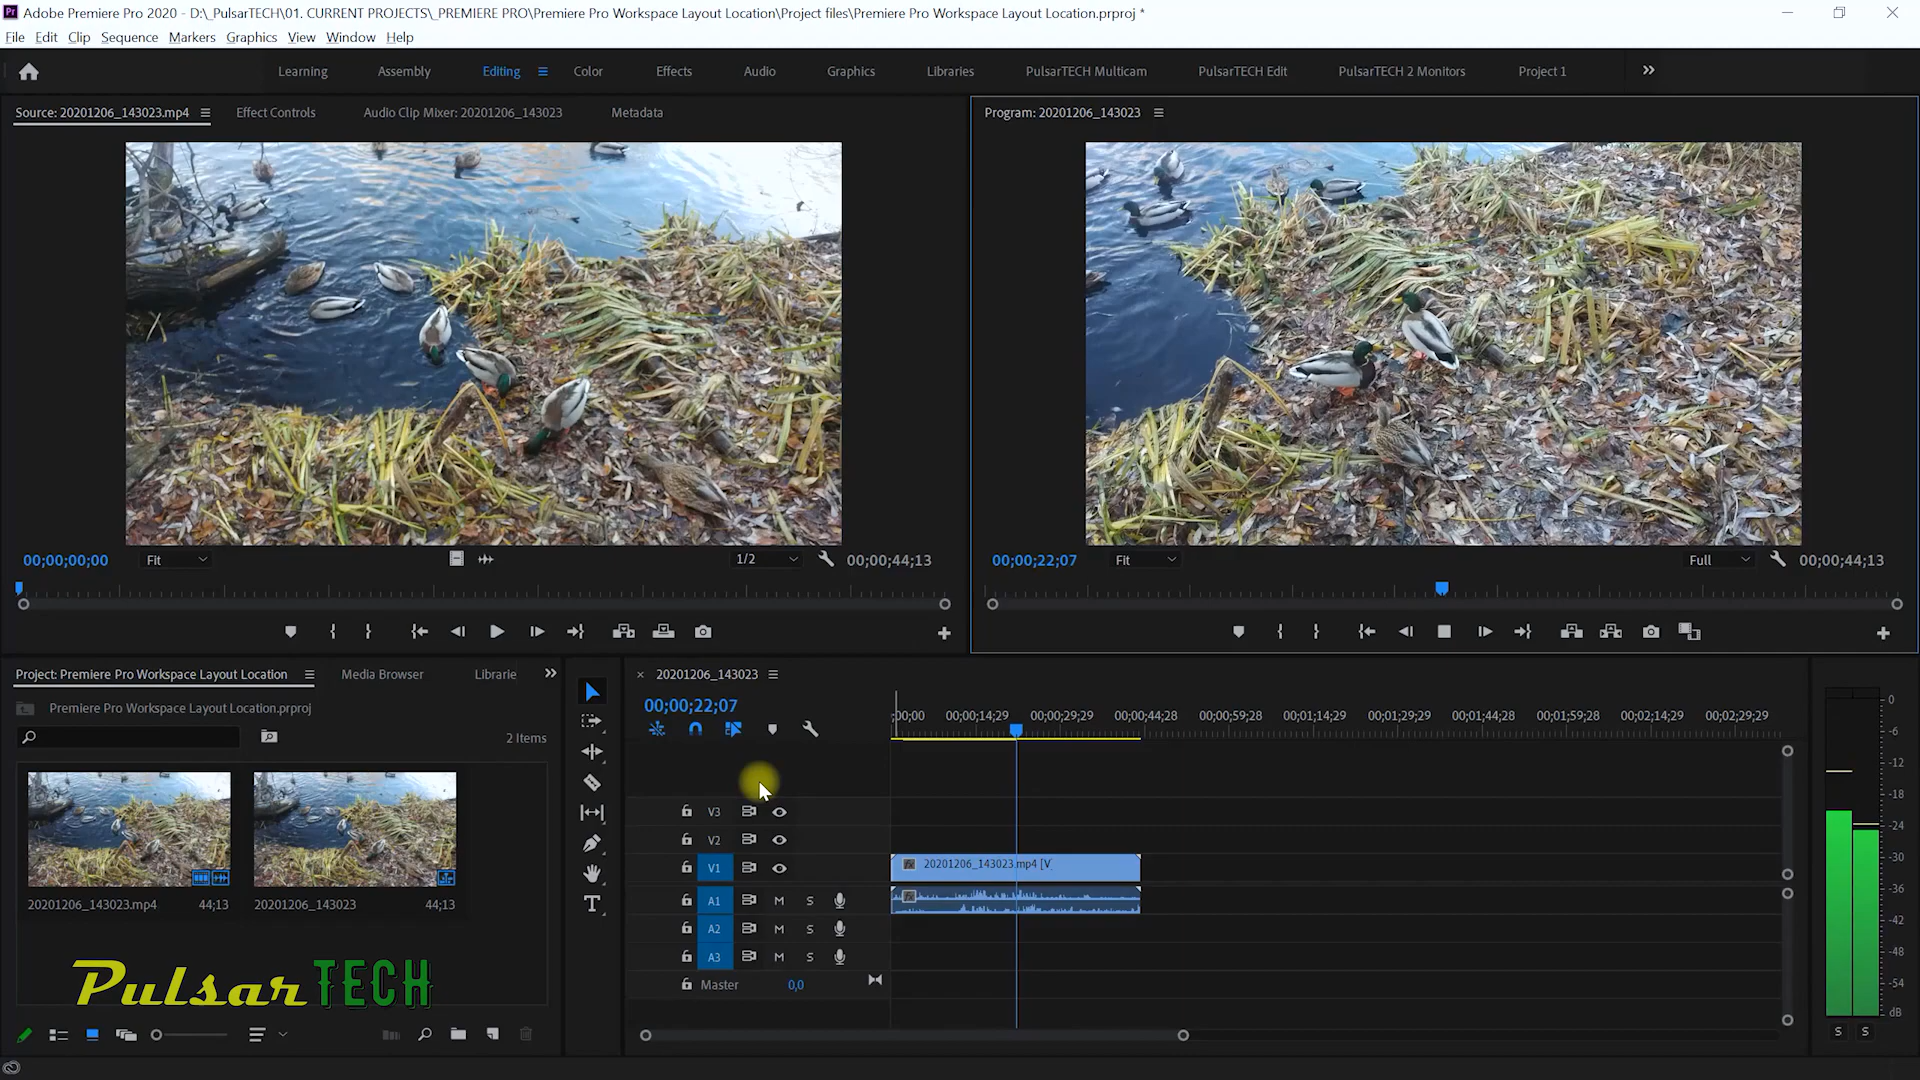 Pr Adobe Premiere Pro 2020 - D:\_PulsarTECH\01. CURRENT PROJECTS\_PREMIERE PRO\Premiere Pro Workspace Layout Location\Project files\Premiere Pro Workspace Layout Location.prproj *
File Edit Clip Sequence Markers Graphics View Window Help
Learning Assembly Editing Color Effects Audio Graphics Libraries PulsarTECH Multicam PulsarTECH Edit PulsarTECH 2 Monitors Project 1
Source: 20201206_143023.mp4 Effect Controls Audio Clip Mixer: 20201206_143023 Metadata
Program: 20201206_143023
00;00;00;00 Fit 1/2 00;00;44;13
00;00;22;07 Fit Full 00;00;44;13
Project: Premiere Pro Workspace Layout Location Media Browser Librarie
Premiere Pro Workspace Layout Location.prproj
2 Items
20201206_143023.mp4 44;13
20201206_143023 44;13
PulsarTECH
20201206_143023
00;00;22;07
;00;00 00;00;14;29 00;00;29;29 00;00;44;28 00;00;59;28 00;01;14;29 00;01;29;29 00;01;44;28 00;01;59;28 00;02;14;29 00;02;29;29
V3
V2
V1 fx 20201206_143023.mp4 [V]
A1 M S fx
A2 M S
A3 M S
Master 0,0
0
-6
-12
-18
-24
-30
-36
-42
-48
-54
dB
S S